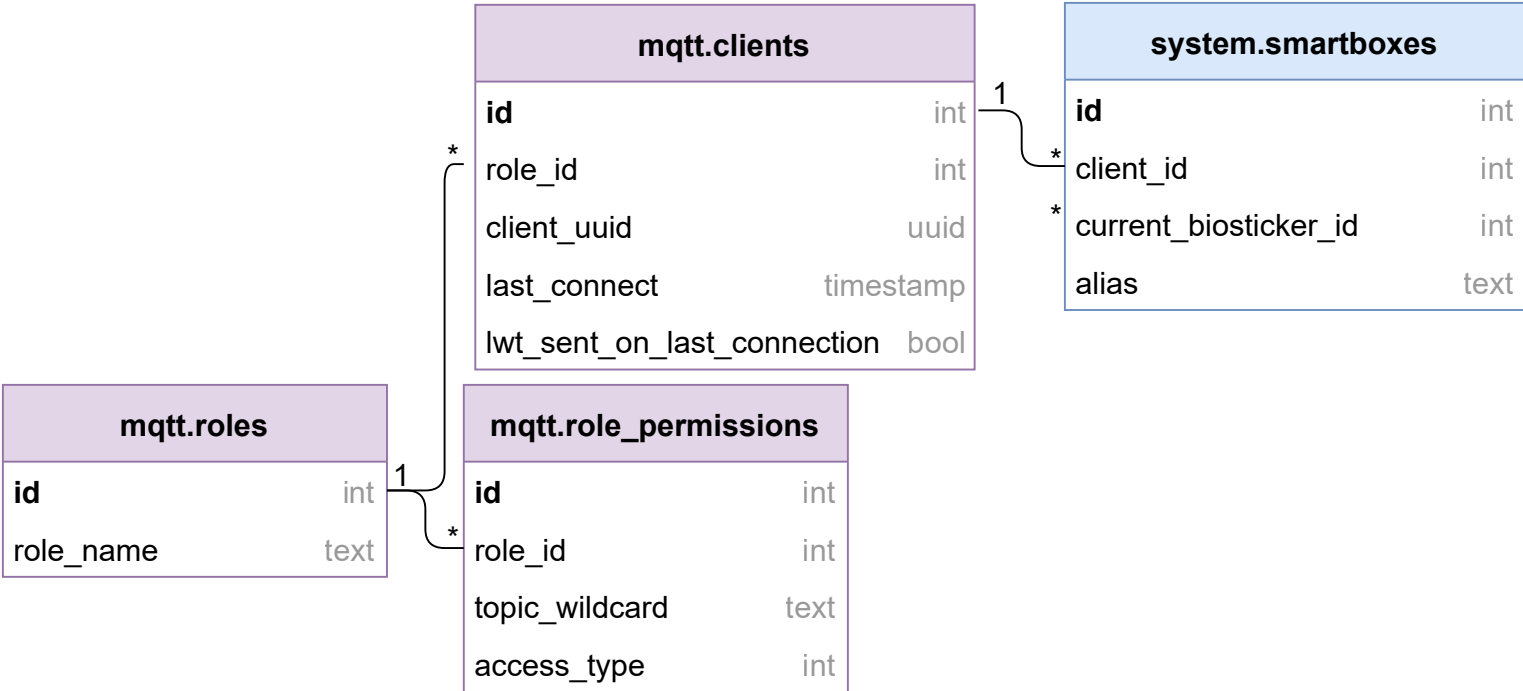 mqtt.clients
id int
role_id int
client_uuid uuid
last_connect timestamp
lwt_sent_on_last_connection bool
1
*
*
*
system.smartboxes
id int
client_id int
current_biosticker_id int
alias text
mqtt.roles
id int
role_name text
1
*
mqtt.role_permissions
id int
role_id int
topic_wildcard text
access_type int